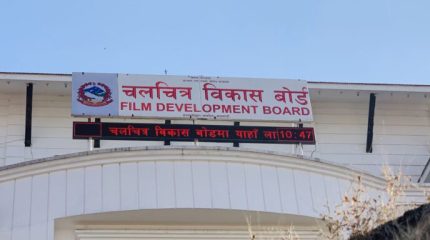 चलचित्र विकास बोर्ड
FILM DEVELOPMENT BOARD
चलचित्र विकास बोर्डमा यहाँ ला 10:47